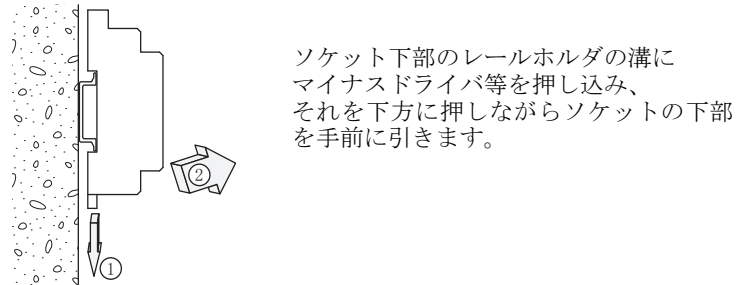 ソケット下部のレールホルダの溝に
マイナスドライバ等を押し込み、
それを下方に押しながらソケットの下部
を手前に引きます。
②
①